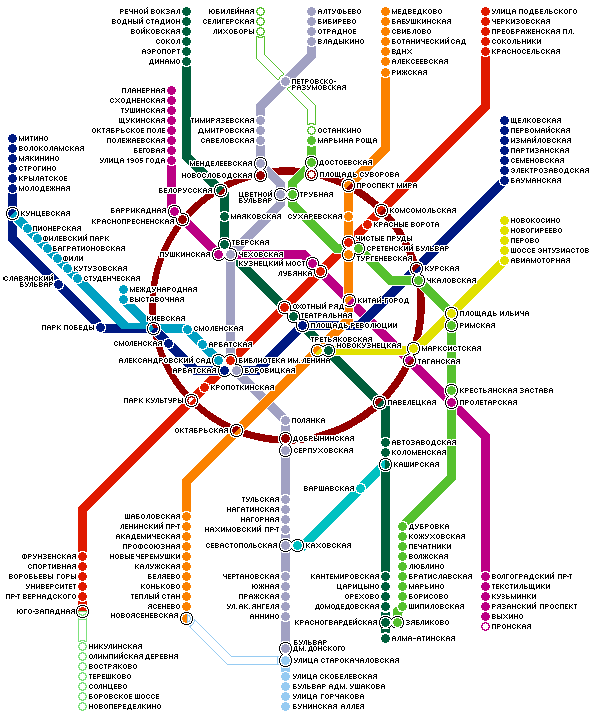 РЕЧНОЙ ВОКЗАЛ
ВОДНЫЙ СТАДИОН
ВОЙКОВСКАЯ
СОКОЛ
АЭРОПОРТ
ДИНАМО
ЮБИЛЕЙНАЯ
СЕЛИГЕРСКАЯ
ЛИХОБОРЫ
АЛТУФЬЕВО
БИБИРЕВО
ОТРАДНОЕ
ВЛАДЫКИНО
МЕДВЕДКОВО
БАБУШКИНСКАЯ
СВИБЛОВО
БОТАНИЧЕСКИЙ САД
ВДНХ
АЛЕКСЕЕВСКАЯ
РИЖСКАЯ
УЛИЦА ПОДБЕЛЬСКОГО
ЧЕРКИЗОВСКАЯ
ПРЕОБРАЖЕНСКАЯ ПЛ.
СОКОЛЬНИКИ
КРАСНОСЕЛЬСКАЯ
ПЕТРОВСКО-
РАЗУМОВСКАЯ
ПЛАНЕРНАЯ
СХОДНЕНСКАЯ
ТУШИНСКАЯ
ЩУКИНСКАЯ
ОКТЯБРЬСКОЕ ПОЛЕ
ПОЛЕЖАЕВСКАЯ
БЕГОВАЯ
УЛИЦА 1905 ГОДА
ТИМИРЯЗЕВСКАЯ
ДМИТРОВСКАЯ
САВЕЛОВСКАЯ
ОСТАНКИНО
МАРЬИНА РОЩА
ЩЕЛКОВСКАЯ
ПЕРВОМАЙСКАЯ
ИЗМАЙЛОВСКАЯ
ПАРТИЗАНСКАЯ
СЕМЕНОВСКАЯ
ЭЛЕКТРОЗАВОДСКАЯ
БАУМАНСКАЯ
МИТИНО
ВОЛОКОЛАМСКАЯ
МЯКИНИНО
СТРОГИНО
КРЫЛАТСКОЕ
МОЛОДЕЖНАЯ
МЕНДЕЛЕЕВСКАЯ
НОВОСЛОБОДСКАЯ
ДОСТОЕВСКАЯ
ПЛОЩАДЬ СУВОРОВА
БЕЛОРУССКАЯ
ЦВЕТНОЙ
БУЛЬВАР
ТРУБНАЯ
ПРОСПЕКТ МИРА
БАРРИКАДНАЯ
КРАСНОПРЕСНЕНСКАЯ
МАЯКОВСКАЯ
СУХАРЕВСКАЯ
КОМСОМОЛЬСКАЯ
КРАСНЫЕ ВОРОТА
КУНЦЕВСКАЯ
ПИОНЕРСКАЯ
ФИЛЕВСКИЙ ПАРК
БАГРАТИОНОВСКАЯ
ФИЛИ
КУТУЗОВСКАЯ
СТУДЕНЧЕСКАЯ
СЛАВЯНСКИЙ
БУЛЬВАР
ПАРК ПОБЕДЫ
НОВОКОСИНО
НОВОГИРЕЕВО
ПЕРОВО
ШОССЕ ЭНТУЗИАСТОВ
АВИАМОТОРНАЯ
ТВЕРСКАЯ
ПУШКИНСКАЯ
ЧЕХОВСКАЯ
КУЗНЕЦКИЙ МОСТ
ЛУБЯНКА
ЧИСТЫЕ ПРУДЫ
СРЕТЕНСКИЙ БУЛЬВАР
ТУРГЕНЕВСКАЯ
КУРСКАЯ
ЧКАЛОВСКАЯ
МЕЖДУНАРОДНАЯ
ВЫСТАВОЧНАЯ
КИЕВСКАЯ
СМОЛЕНСКАЯ
СМОЛЕНСКАЯ
АРБАТСКАЯ
АЛЕКСАНДРОВСКИЙ САД
АРБАТСКАЯ
ОХОТНЫЙ РЯД
ТЕАТРАЛЬНАЯ
ПЛОЩАДЬ РЕВОЛЮЦИИ
КИТАЙ-ГОРОД
ТРЕТЬЯКОВСКАЯ
НОВОКУЗНЕЦКАЯ
БИБЛИОТЕКА ИМ. ЛЕНИНА
БОРОВИЦКАЯ
ПЛОЩАДЬ ИЛЬИЧА
РИМСКАЯ
МАРКСИСТСКАЯ
ТАГАНСКАЯ
КРЕСТЬЯНСКАЯ ЗАСТАВА
ПРОЛЕТАРСКАЯ
КРОПОТКИНСКАЯ
ПАРК КУЛЬТУРЫ
ОКТЯБРЬСКАЯ
ПОЛЯНКА
ДОБРЫНИНСКАЯ
СЕРПУХОВСКАЯ
ПАВЕЛЕЦКАЯ
АВТОЗАВОДСКАЯ
КОЛОМЕНСКАЯ
КАШИРСКАЯ
ВАРШАВСКАЯ
КАХОВСКАЯ
ТУЛЬСКАЯ
НАГАТИНСКАЯ
НАГОРНАЯ
НАХИМОВСКИЙ ПР-Т
СЕВАСТОПОЛЬСКАЯ
ЧЕРТАНОВСКАЯ
ЮЖНАЯ
ПРАЖСКАЯ
УЛ. АК. ЯНГЕЛЯ
АННИНО
БУЛЬВАР
ДМ. ДОНСКОГО
УЛИЦА СТАРОКАЧАЛОВСКАЯ
УЛИЦА СКОБЕЛЕВСКАЯ
БУЛЬВАР АДМ. УШАКОВА
УЛИЦА ГОРЧАКОВА
БУНИНСКАЯ АЛЛЕЯ
ШАБОЛОВСКАЯ
ЛЕНИНСКИЙ ПР-Т
АКАДЕМИЧЕСКАЯ
ПРОФСОЮЗНАЯ
НОВЫЕ ЧЕРЕМУШКИ
КАЛУЖСКАЯ
БЕЛЯЕВО
КОНЬКОВО
ТЕПЛЫЙ СТАН
ЯСЕНЕВО
НОВОЯСЕНЕВСКАЯ
ФРУНЗЕНСКАЯ
СПОРТИВНАЯ
ВОРОБЬЕВЫ ГОРЫ
УНИВЕРСИТЕТ
ПР-Т ВЕРНАДСКОГО
ЮГО-ЗАПАДНАЯ
НИКУЛИНСКАЯ
ОЛИМПИЙСКАЯ ДЕРЕВНЯ
ВОСТРЯКОВО
ТЕРЕШКОВО
СОЛНЦЕВО
БОРОВСКОЕ ШОССЕ
НОВОПЕРЕДЕЛКИНО
КАНТЕМИРОВСКАЯ
ЦАРИЦЫНО
ОРЕХОВО
ДОМОДЕДОВСКАЯ
КРАСНОГВАРДЕЙСКАЯ
АЛМА-АТИНСКАЯ
ДУБРОВКА
КОЖУХОВСКАЯ
ПЕЧАТНИКИ
ВОЛЖСКАЯ
ЛЮБЛИНО
БРАТИСЛАВСКАЯ
МАРЬИНО
БОРИСОВО
ШИПИЛОВСКАЯ
ЗЯБЛИКОВО
ВОЛГОГРАДСКИЙ ПР-Т
ТЕКСТИЛЬЩИКИ
КУЗЬМИНКИ
РЯЗАНСКИЙ ПРОСПЕКТ
ВЫХИНО
ПРОНСКАЯ